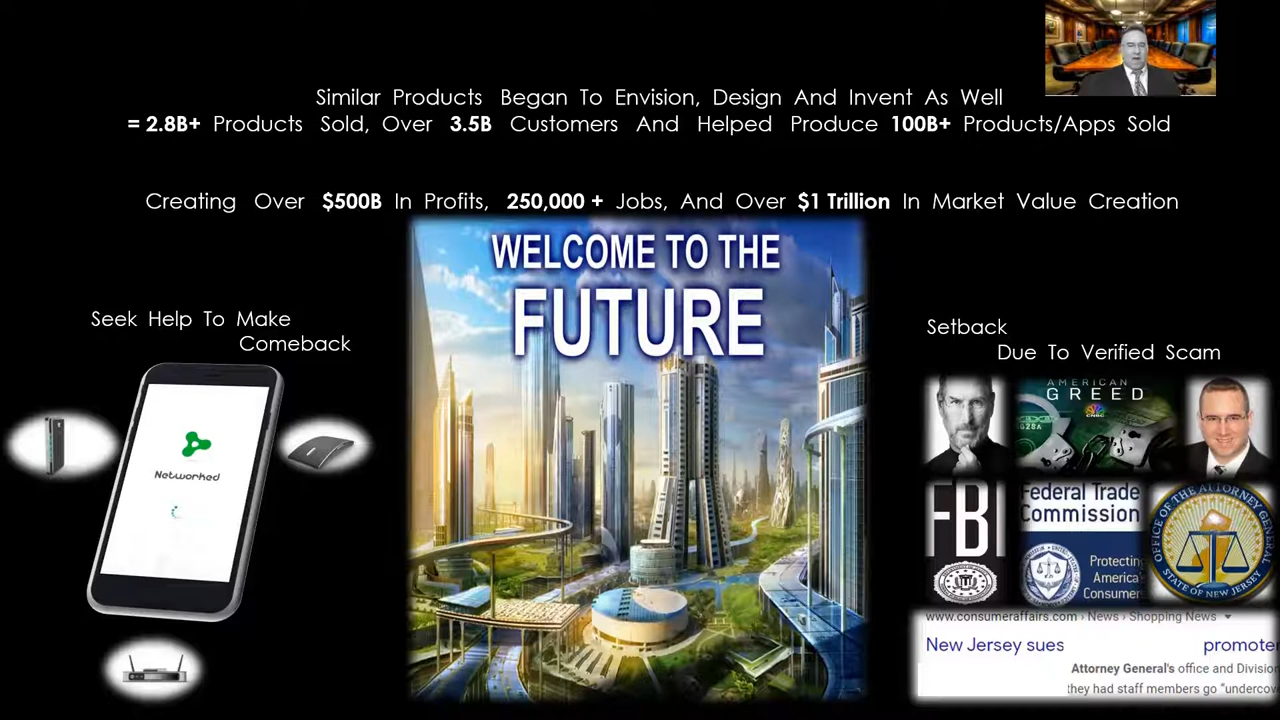 Similar Products Began To Envision, Design And Invent As Well
= 2.8B+ Products Sold, Over 3.5B Customers And Helped Produce 100B+ Products/Apps Sold
Creating Over $500B In Profits, 250,000 + Jobs, And Over $1 Trillion In Market Value Creation
WELCOME TO THE
FUTURE
Seek Help To Make
Comeback
Networked
Setback
Due To Verified Scam
AMERICAN
GREED
CNBC
FBI
Federal Trade
Commission
Protecting
America
Consume
OFFICE OF THE ATTORNEY GENERAL
STATE OF NEW JERSEY
www.consumeraffairs.com › News › Shopping News
New Jersey sues promote
Attorney General's office and Division
they had staff members go "undercov